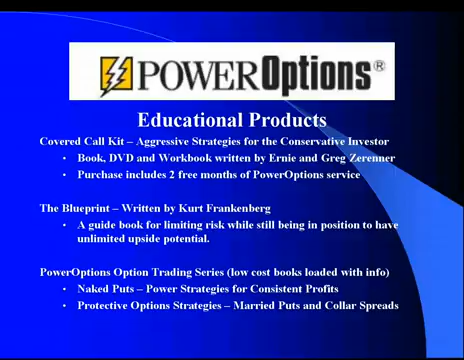 POWEROptions®
Educational Products
Covered Call Kit – Aggressive Strategies for the Conservative Investor
• Book, DVD and Workbook written by Ernie and Greg Zerenner
• Purchase includes 2 free months of PowerOptions service
The Blueprint – Written by Kurt Frankenberg
• A guide book for limiting risk while still being in position to have
unlimited upside potential.
PowerOptions Option Trading Series (low cost books loaded with info)
• Naked Puts – Power Strategies for Consistent Profits
• Protective Options Strategies – Married Puts and Collar Spreads